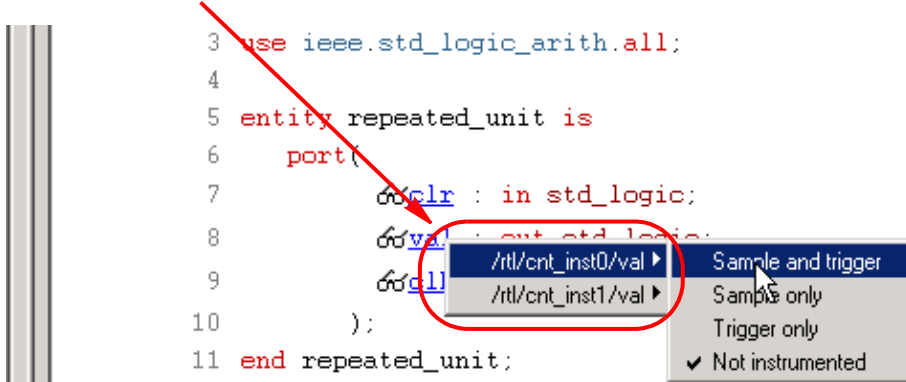 3 use ieee.std_logic_arith.all;
4
5 entity repeated_unit is
6 port(
7 clr : in std_logic;
8 val : out std_logic;
/rtl/cnt_inst0/val
Sample and trigger
9
/rtl/cnt_inst1/val
Sample only
10 );
Trigger only
11 end repeated_unit;
Not instrumented